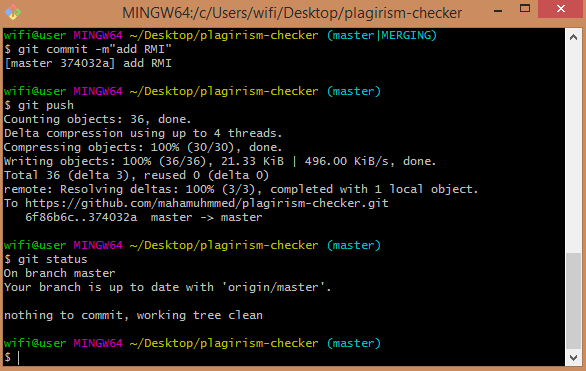 MINGW64:/c/Users/wifi/Desktop/plagirism-checker
wifi@user MINGW64 ~/Desktop/plagirism-checker (master|MERGING)
$ git commit -m"add RMI"
[master 374032a] add RMI
wifi@user MINGW64 ~/Desktop/plagirism-checker (master)
$ git push
Counting objects: 36, done.
Delta compression using up to 4 threads.
Compressing objects: 100% (30/30), done.
Writing objects: 100% (36/36), 21.33 KiB | 496.00 KiB/s, done.
Total 36 (delta 3), reused 0 (delta 0)
remote: Resolving deltas: 100% (3/3), completed with 1 local object.
To https://github.com/mahamuhmmed/plagirism-checker.git
6f86b6c..374032a  master -> master
wifi@user MINGW64 ~/Desktop/plagirism-checker (master)
$ git status
On branch master
Your branch is up to date with 'origin/master'.
nothing to commit, working tree clean
wifi@user MINGW64 ~/Desktop/plagirism-checker (master)
$